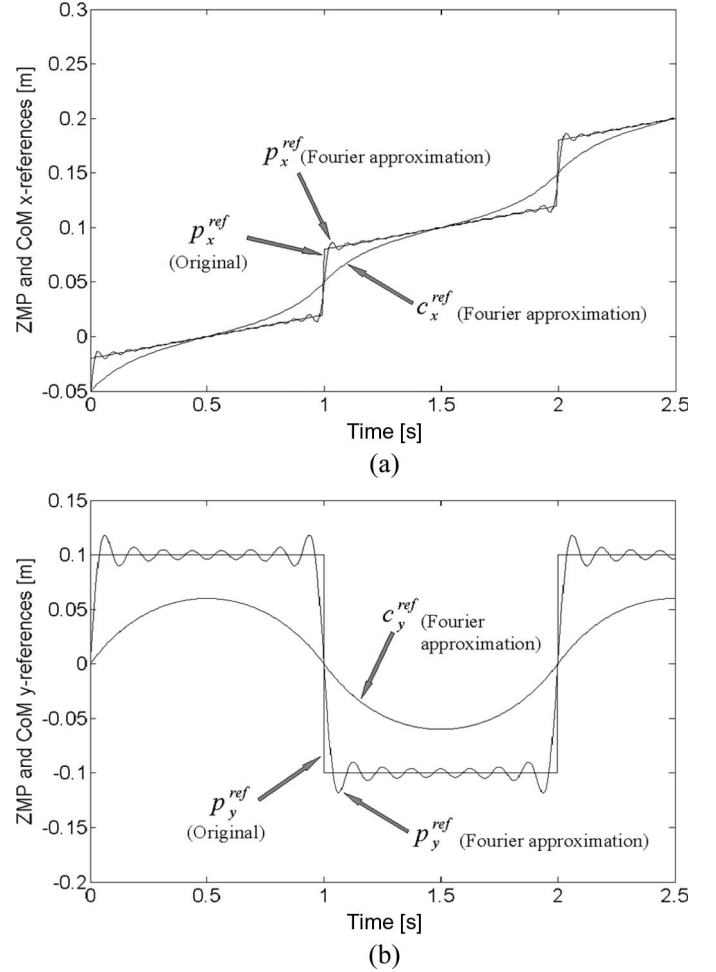 0.3
0.25
0.2
0.15
0.1
0.05
0
-0.05
ZMP and CoM x-references [m]
p_x^ref (Fourier approximation)
p_x^ref
(Original)
c_x^ref (Fourier approximation)
0 0.5 1 1.5 2 2.5
Time [s]
(a)
0.15
0.1
0.05
0
-0.05
-0.1
-0.15
-0.2
ZMP and CoM y-references [m]
c_y^ref (Fourier
approximation)
p_y^ref
(Original)
p_y^ref (Fourier approximation)
0 0.5 1 1.5 2 2.5
Time [s]
(b)